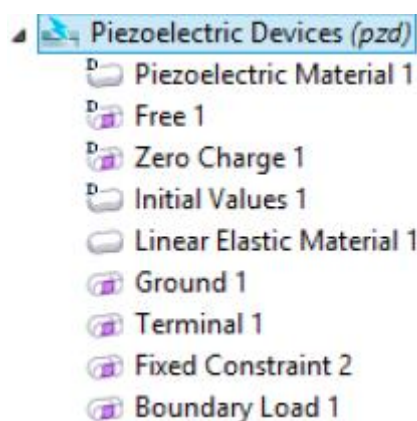 Piezoelectric Devices (pzd)
D Piezoelectric Material 1
D Free 1
D Zero Charge 1
D Initial Values 1
Linear Elastic Material 1
Ground 1
Terminal 1
Fixed Constraint 2
Boundary Load 1